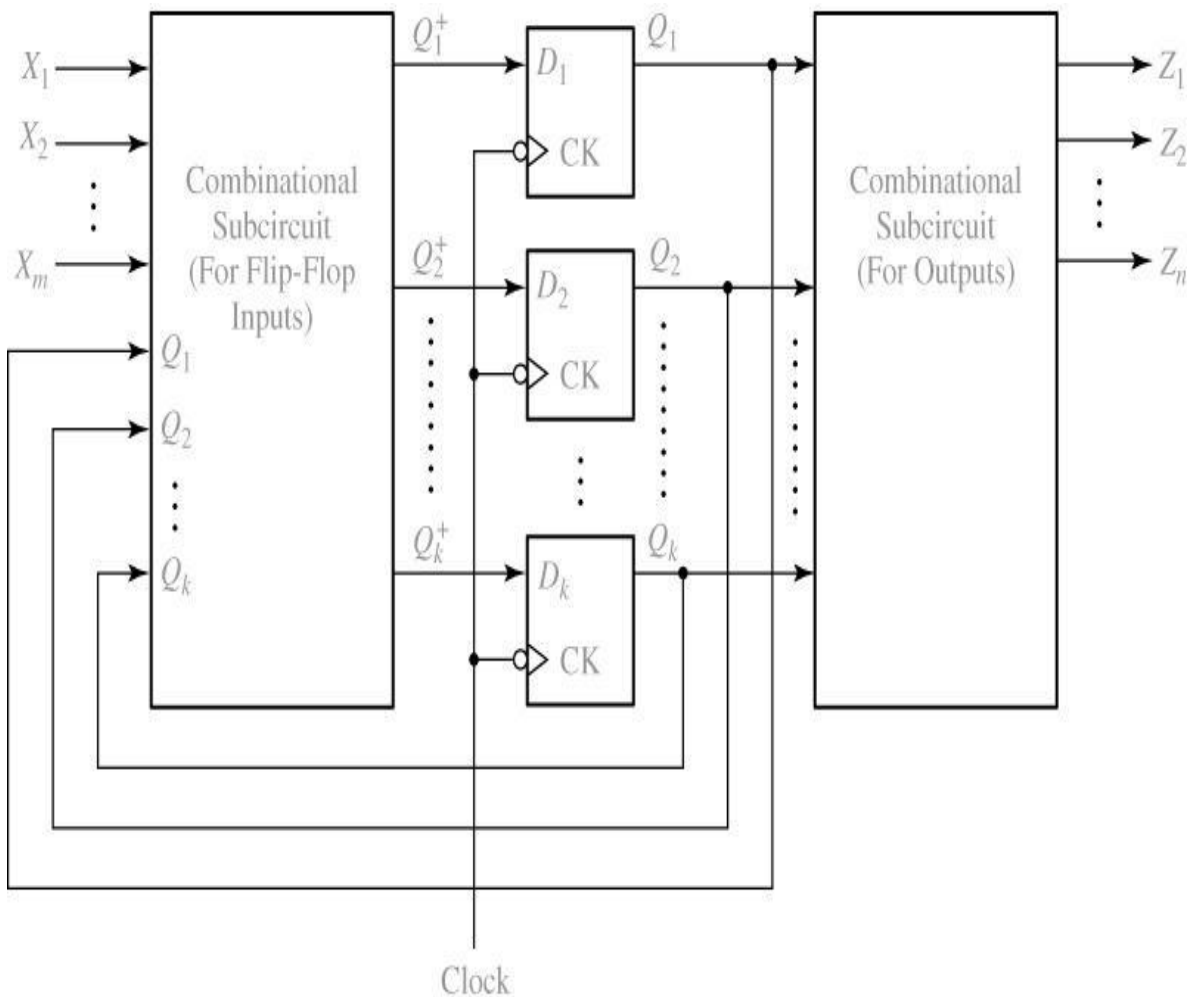 X₁
X₂
Xₘ
Q₁
Q₂
Qₖ
Combinational
Subcircuit
(For Flip-Flop
Inputs)
Q₁⁺
Q₂⁺
Qₖ⁺
D₁
CK
D₂
CK
Dₖ
CK
Q₁
Q₂
Qₖ
Combinational
Subcircuit
(For Outputs)
Z₁
Z₂
Zₙ
Clock